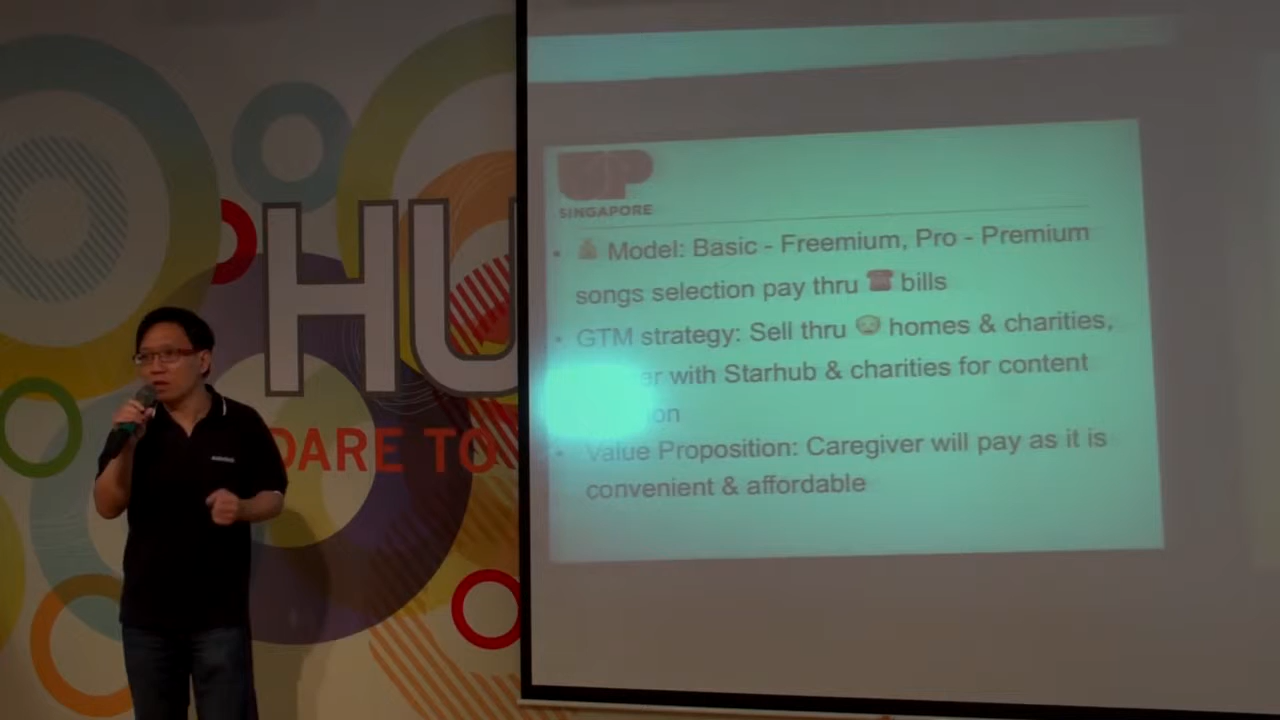 HU
DARE TO
UP
SINGAPORE
• Model: Basic - Freemium, Pro - Premium
songs selection pay thru bills
• GTM strategy: Sell thru homes & charities,
with Starhub & charities for content
• Value Proposition: Caregiver will pay as it is
convenient & affordable